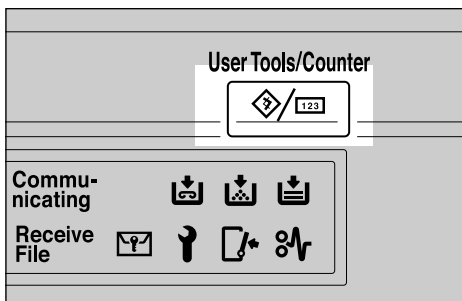 User Tools/Counter
123
Commu-
nicating
Receive
File